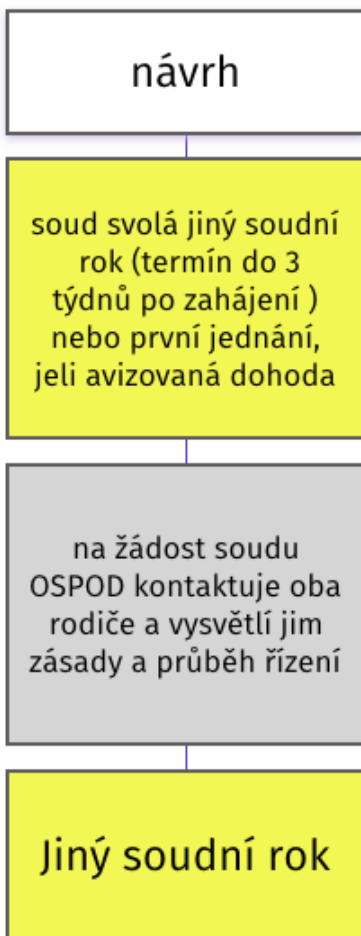 návrh
soud svolá jiný soudní
rok (termín do 3
týdnů po zahájení )
nebo první jednání,
jeli avizovaná dohoda
na žádost soudu
OSPOD kontaktuje oba
rodiče a vysvětlí jim
zásady a průběh řízení
Jiný soudní rok